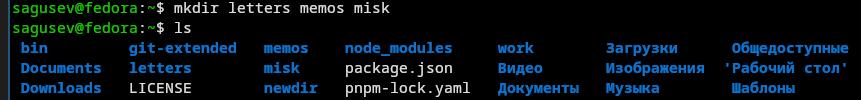 sagusev@fedora:~$ mkdir letters memos misk
sagusev@fedora:~$ ls
bin git-extended memos node_modules work Загрузки Общедоступные
Documents letters misk package.json Видео Изображения 'Рабочий стол'
Downloads LICENSE newdir pnpm-lock.yaml Документы Музыка Шаблоны